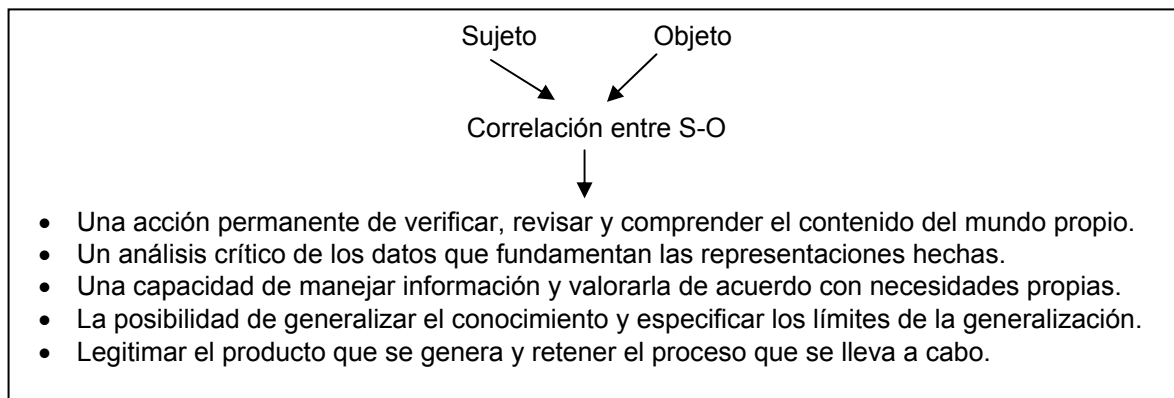 Sujeto Objeto
Correlación entre S-O
• Una acción permanente de verificar, revisar y comprender el contenido del mundo propio.
• Un análisis crítico de los datos que fundamentan las representaciones hechas.
• Una capacidad de manejar información y valorarla de acuerdo con necesidades propias.
• La posibilidad de generalizar el conocimiento y especificar los límites de la generalización.
• Legitimar el producto que se genera y retener el proceso que se lleva a cabo.